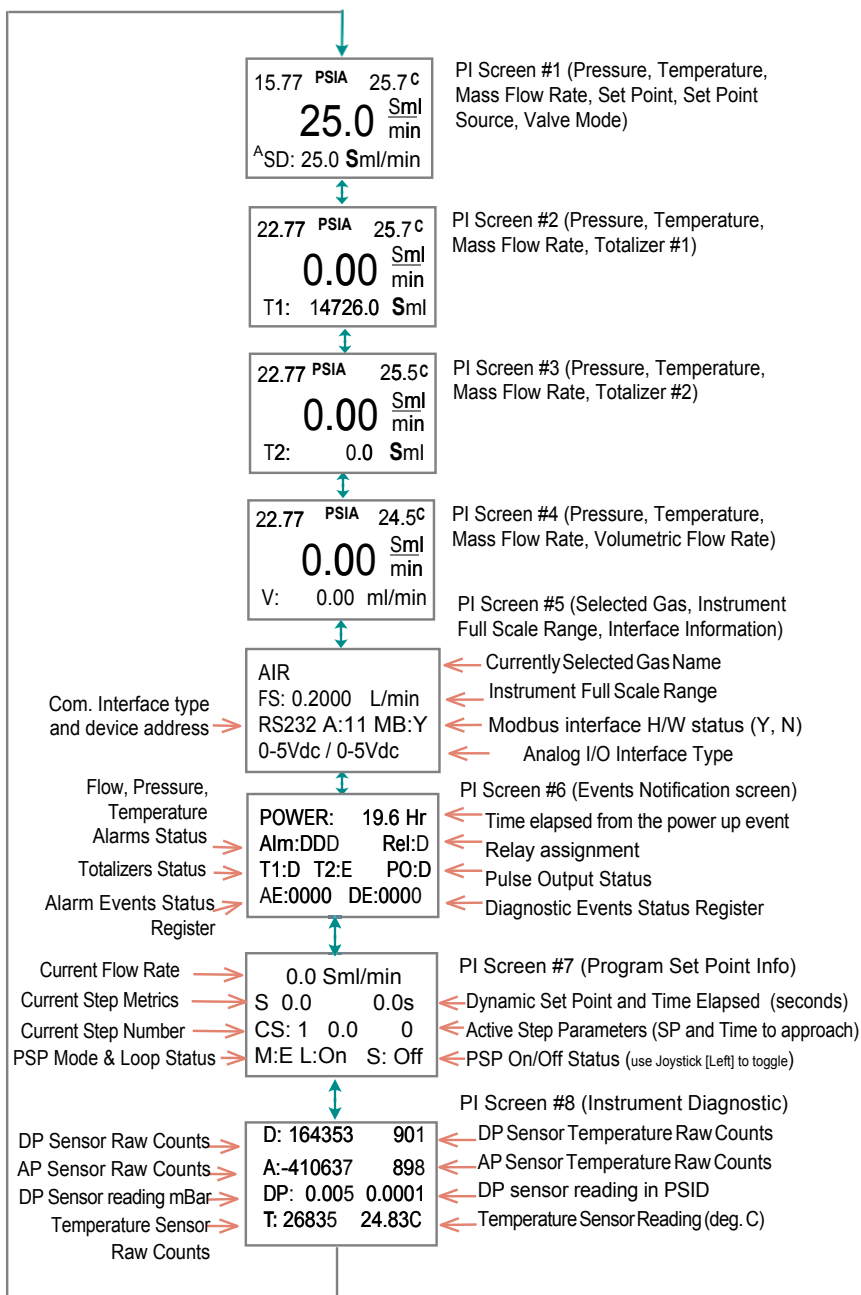 15.77 PSIA 25.7 C
25.0 Sml
min
ASD: 25.0 Sml/min
PI Screen #1 (Pressure, Temperature,
Mass Flow Rate, Set Point, Set Point
Source, Valve Mode)
22.77 PSIA 25.7 C
0.00 Sml
min
T1: 14726.0 Sml
PI Screen #2 (Pressure, Temperature,
Mass Flow Rate, Totalizer #1)
22.77 PSIA 25.5 C
0.00 Sml
min
T2: 0.0 Sml
PI Screen #3 (Pressure, Temperature,
Mass Flow Rate, Totalizer #2)
22.77 PSIA 24.5 C
0.00 Sml
min
V: 0.00 ml/min
PI Screen #4 (Pressure, Temperature,
Mass Flow Rate, Volumetric Flow Rate)
PI Screen #5 (Selected Gas, Instrument
Full Scale Range, Interface Information)
AIR
FS: 0.2000 L/min
RS232 A:11 MB:Y
0-5Vdc / 0-5Vdc
Com. Interface type
and device address
Currently Selected Gas Name
Instrument Full Scale Range
Modbus interface H/W status (Y, N)
Analog I/O Interface Type
PI Screen #6 (Events Notification screen)
POWER: 19.6 Hr
Alm:DDD Rel:D
T1:D T2:E PO:D
AE:0000 DE:0000
Flow, Pressure,
Temperature
Alarms Status
Totalizers Status
Alarm Events Status
Register
Time elapsed from the power up event
Relay assignment
Pulse Output Status
Diagnostic Events Status Register
PI Screen #7 (Program Set Point Info)
0.0 Sml/min
S 0.0 0.0s
CS: 1 0.0 0
M:E L:On S: Off
Current Flow Rate
Current Step Metrics
Current Step Number
PSP Mode & Loop Status
Dynamic Set Point and Time Elapsed (seconds)
Active Step Parameters (SP and Time to approach)
PSP On/Off Status (use Joystick [Left] to toggle)
PI Screen #8 (Instrument Diagnostic)
D: 164353 901
A:-410637 898
DP: 0.005 0.0001
T: 26835 24.83C
DP Sensor Raw Counts
AP Sensor Raw Counts
DP Sensor reading mBar
Temperature Sensor
Raw Counts
DP Sensor Temperature Raw Counts
AP Sensor Temperature Raw Counts
DP sensor reading in PSID
Temperature Sensor Reading (deg. C)